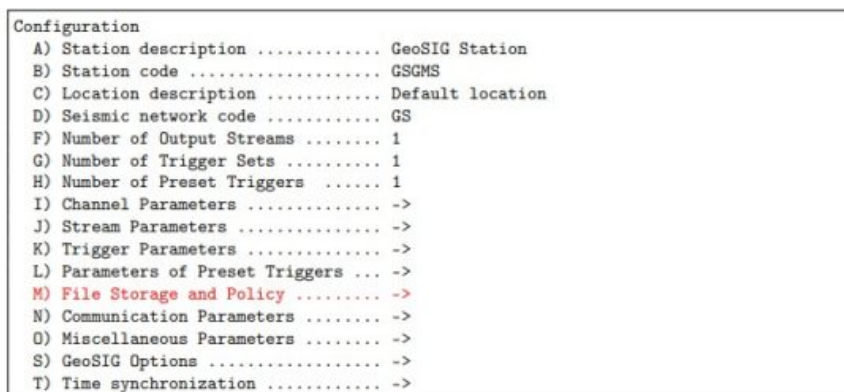 Configuration
A) Station description ............. GeoSIG Station
B) Station code .................... GSGMS
C) Location description ............ Default location
D) Seismic network code ............ GS
F) Number of Output Streams ........ 1
G) Number of Trigger Sets .......... 1
H) Number of Preset Triggers ...... 1
I) Channel Parameters .............. ->
J) Stream Parameters ............... ->
K) Trigger Parameters .............. ->
L) Parameters of Preset Triggers ... ->
M) File Storage and Policy ......... ->
N) Communication Parameters ........ ->
O) Miscellaneous Parameters ........ ->
S) GeoSIG Options .................. ->
T) Time synchronization ............ ->